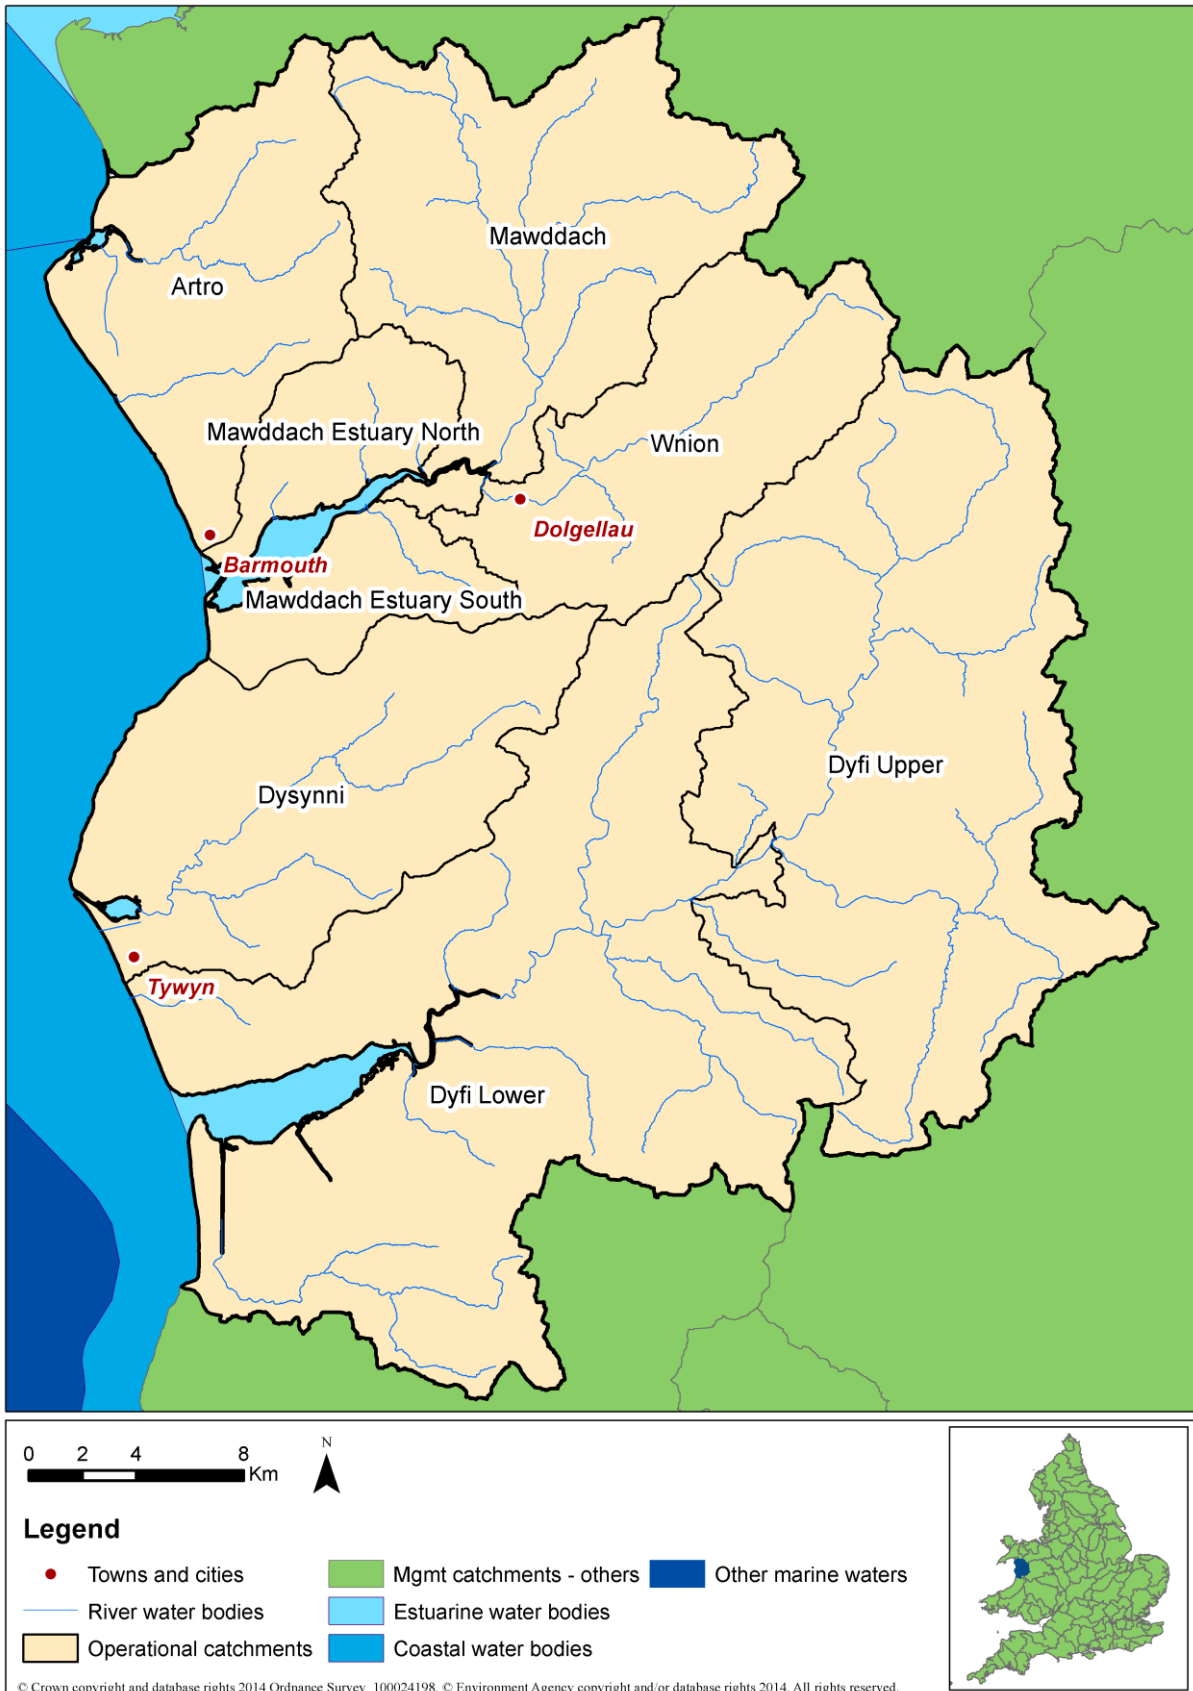 Mawddach
Artro
Mawddach Estuary North
Wnion
Dolgellau
Barmouth
Mawddach Estuary South
Dyfi Upper
Dysynni
Tywyn
Dyfi Lower
0 2 4 8
Km
N
Legend
Towns and cities
River water bodies
Operational catchments
Mgmt catchments - others
Estuarine water bodies
Coastal water bodies
Other marine waters
© Crown copyright and database rights 2014 Ordnance Survey 100024198. © Environment Agency copyright and/or database rights 2014. All rights reserved.